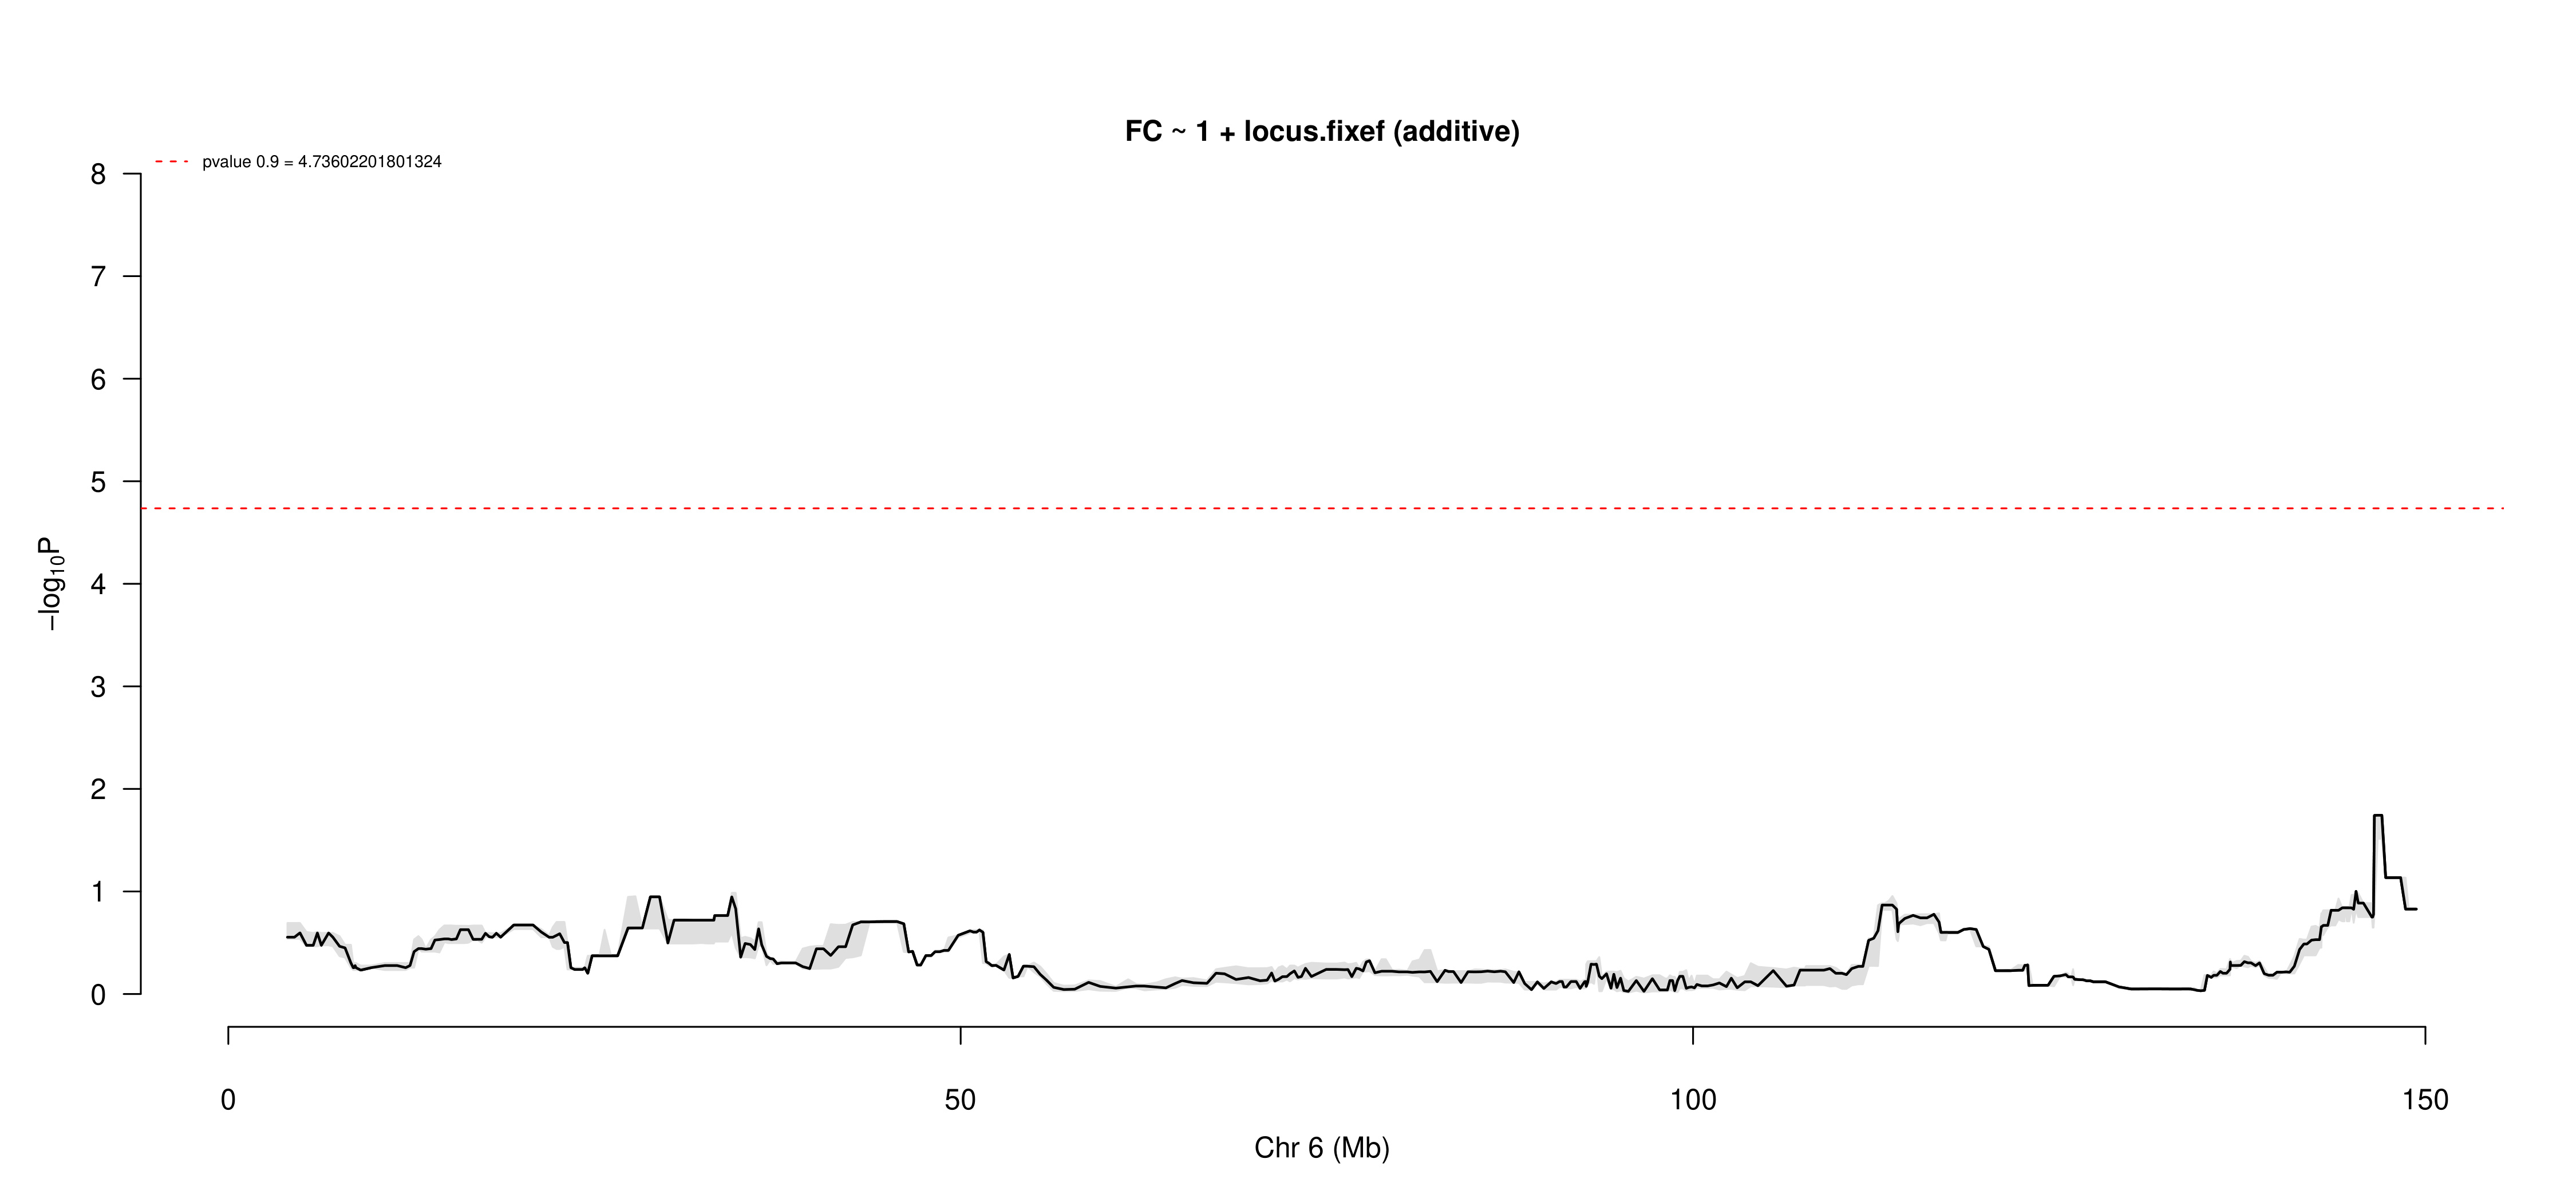 FC ~ 1 + locus.fixef (additive)
pvalue 0.9 = 4.73602201801324
8
7
6
5
4
3
2
1
0
−log10P
0 50 100 150
Chr 6 (Mb)